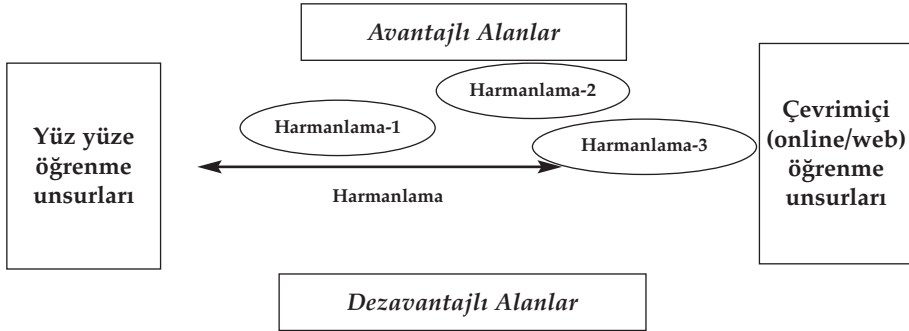 Avantajlı Alanlar
Yüz yüze
öğrenme
unsurları
Harmanlama-1
Harmanlama-2
Harmanlama-3
Harmanlama
Çevrimiçi
(online/web)
öğrenme
unsurları
Dezavantajlı Alanlar